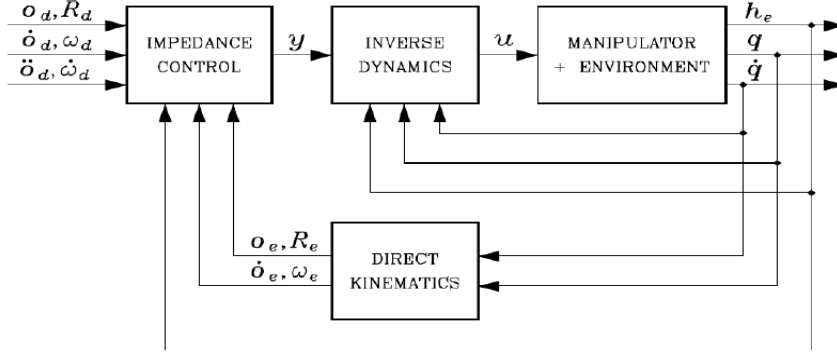 o_d, R_d
ȯ_d, ω_d
ö_d, ω̇_d
IMPEDANCE
CONTROL
y
INVERSE
DYNAMICS
u
MANIPULATOR
+ ENVIRONMENT
h_e
q
q̇
o_e, R_e
ȯ_e, ω_e
DIRECT
KINEMATICS